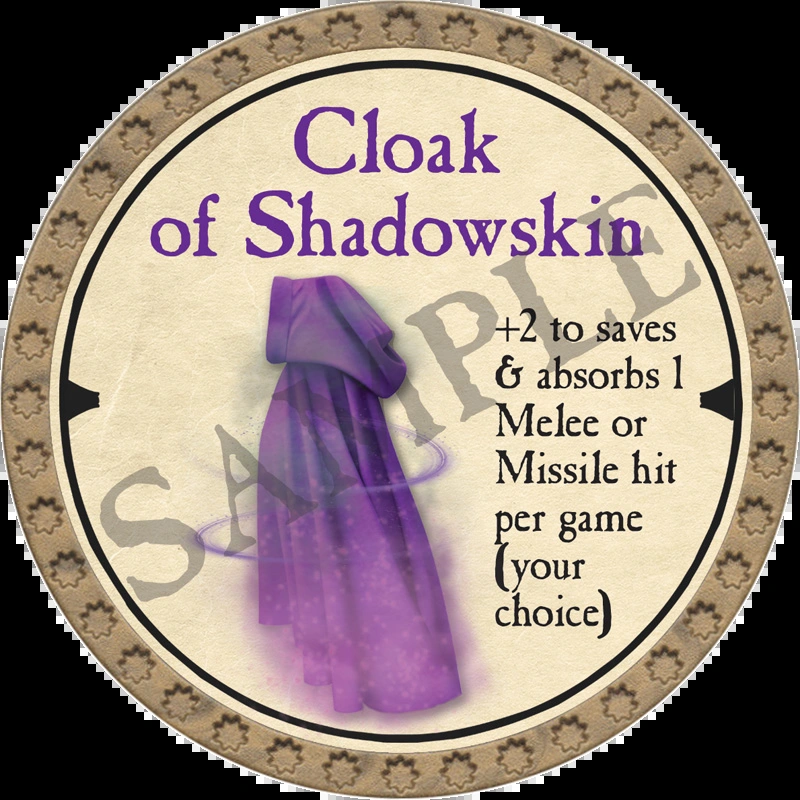 Cloak
of Shadowskin
+2 to saves
& absorbs 1
Melee or
Missile hit
per game
(your
choice)
SAMPLE